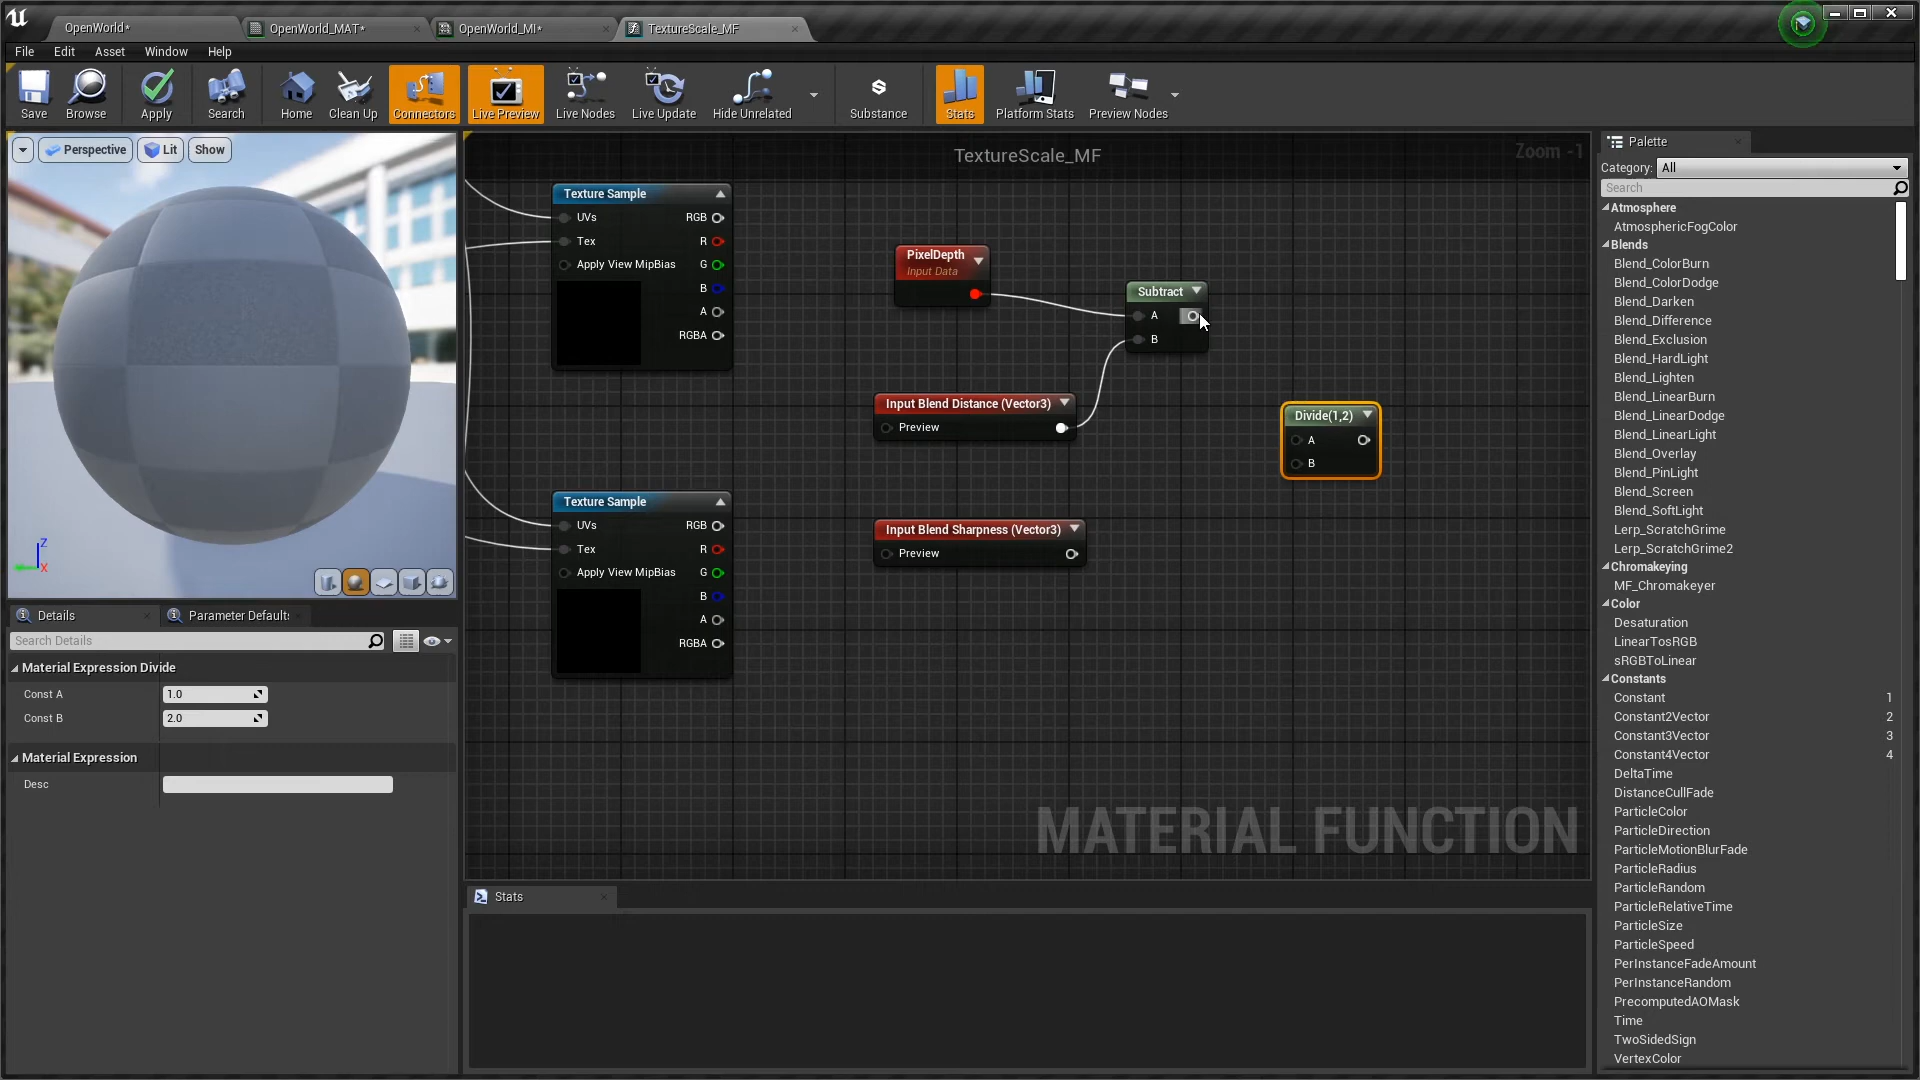 OpenWorld*
OpenWorld_MAT*
OpenWorld_MI*
TextureScale_MF
File
Edit
Asset
Window
Help
Save
Browse
Apply
Search
Home
Clean Up
Connectors
Live Preview
Live Nodes
Live Update
Hide Unrelated
Substance
Stats
Platform Stats
Preview Nodes
Perspective
Lit
Show
Z
X
TextureScale_MF
Zoom -1
Texture Sample
UVs
RGB
Tex
R
Apply View MipBias
G
B
A
RGBA
PixelDepth
Input Data
Subtract
A
B
Input Blend Distance (Vector3)
Preview
Divide(1,2)
A
B
Texture Sample
UVs
RGB
Tex
R
Apply View MipBias
G
B
A
RGBA
Input Blend Sharpness (Vector3)
Preview
MATERIAL FUNCTION
Details
Parameter Defaults
Search Details
Material Expression Divide
Const A
1.0
Const B
2.0
Material Expression
Desc
Stats
Palette
Category:
All
Search
Atmosphere
AtmosphericFogColor
Blends
Blend_ColorBurn
Blend_ColorDodge
Blend_Darken
Blend_Difference
Blend_Exclusion
Blend_HardLight
Blend_Lighten
Blend_LinearBurn
Blend_LinearDodge
Blend_LinearLight
Blend_Overlay
Blend_PinLight
Blend_Screen
Blend_SoftLight
Lerp_ScratchGrime
Lerp_ScratchGrime2
Chromakeying
MF_Chromakeyer
Color
Desaturation
LinearTosRGB
sRGBToLinear
Constants
Constant 1
Constant2Vector 2
Constant3Vector 3
Constant4Vector 4
DeltaTime
DistanceCullFade
ParticleColor
ParticleDirection
ParticleMotionBlurFade
ParticleRadius
ParticleRandom
ParticleRelativeTime
ParticleSize
ParticleSpeed
PerInstanceFadeAmount
PerInstanceRandom
PrecomputedAOMask
Time
TwoSidedSign
VertexColor